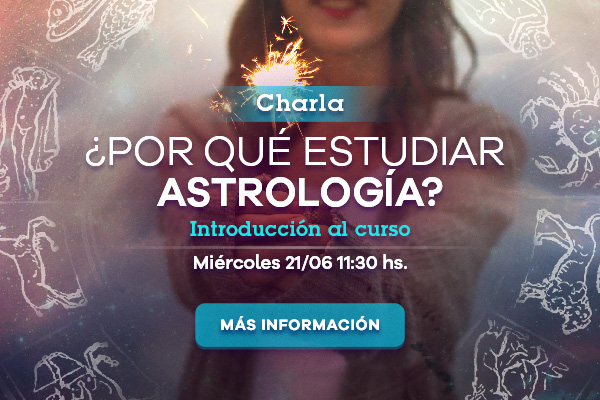 Charla
¿POR QUÉ ESTUDIAR
ASTROLOGÍA?
Introducción al curso
Miércoles 21/06 11:30 hs.
MÁS INFORMACIÓN